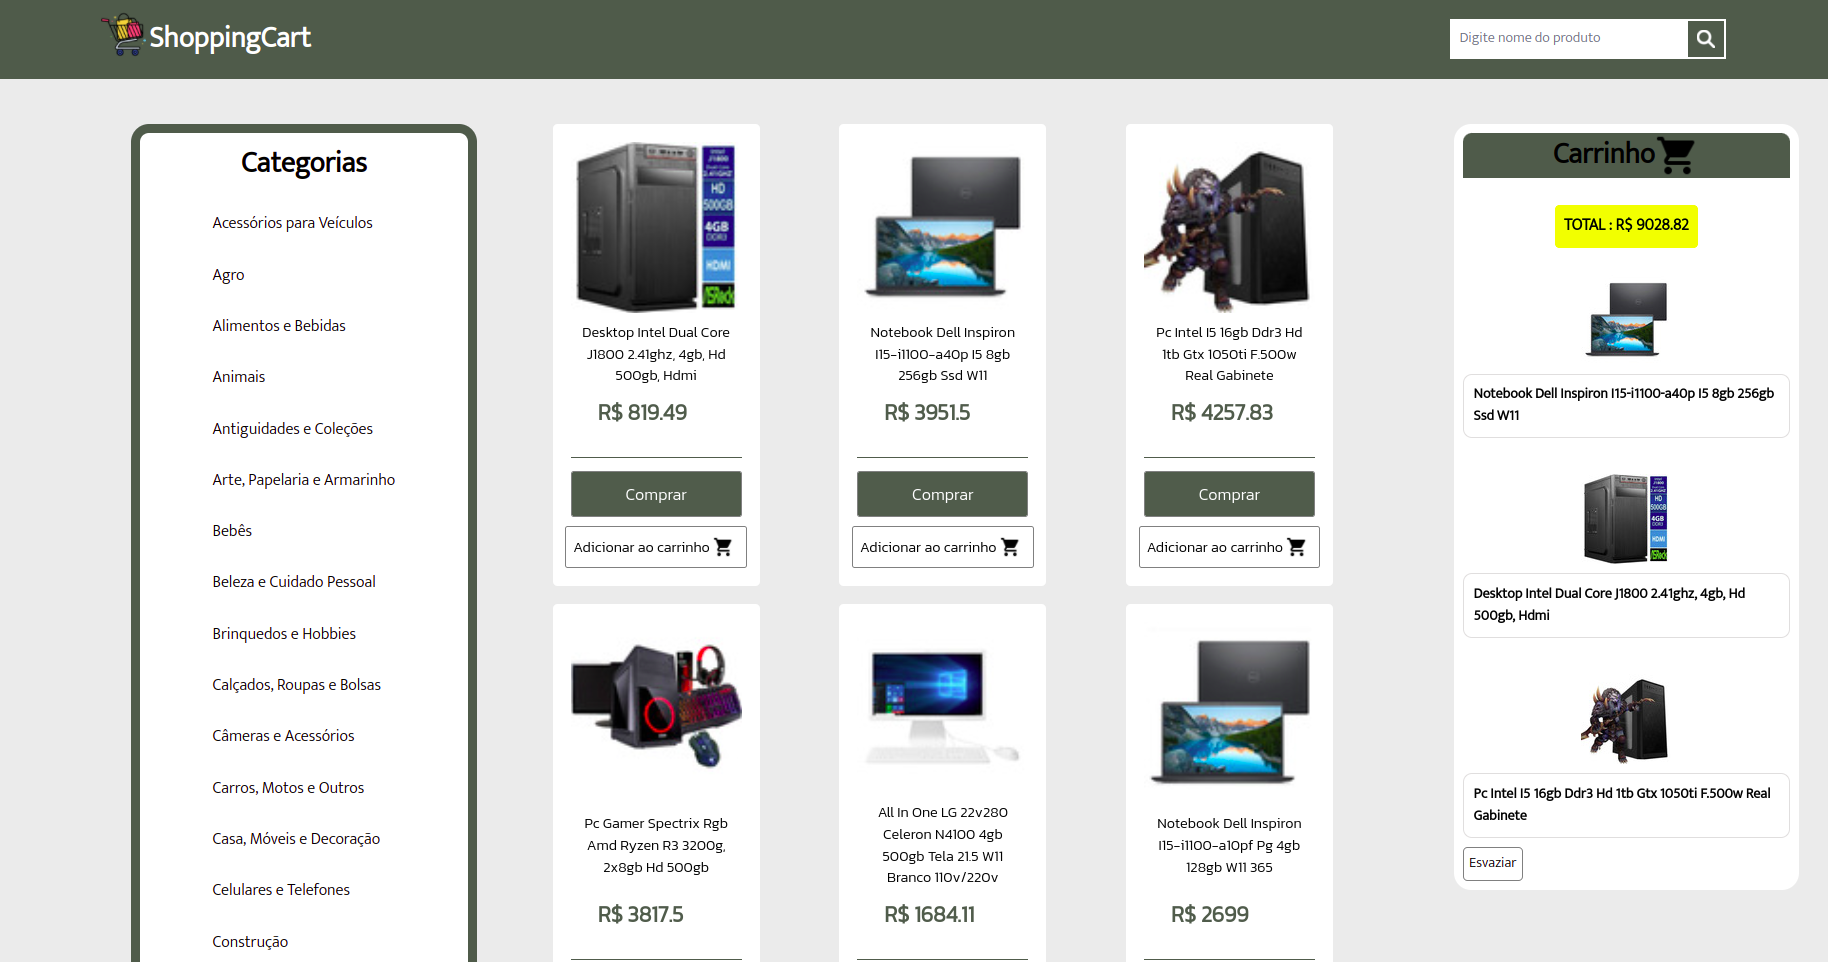 ShoppingCart
Digite nome do produto
Categorias
Acessórios para Veículos
Agro
Alimentos e Bebidas
Animais
Antiguidades e Coleções
Arte, Papelaria e Armarinho
Bebês
Beleza e Cuidado Pessoal
Brinquedos e Hobbies
Calçados, Roupas e Bolsas
Câmeras e Acessórios
Carros, Motos e Outros
Casa, Móveis e Decoração
Celulares e Telefones
Construção
J1800
2.41GHZ
HD
500GB
4GB
DDR3
HDMI
Desktop Intel Dual Core
J1800 2.41ghz, 4gb, Hd
500gb, Hdmi
R$ 819.49
Comprar
Adicionar ao carrinho
Notebook Dell Inspiron
I15-i1100-a40p I5 8gb
256gb Ssd W11
R$ 3951.5
Comprar
Adicionar ao carrinho
Pc Intel I5 16gb Ddr3 Hd
1tb Gtx 1050ti F.500w
Real Gabinete
R$ 4257.83
Comprar
Adicionar ao carrinho
Pc Gamer Spectrix Rgb
Amd Ryzen R3 3200g,
2x8gb Hd 500gb
R$ 3817.5
All In One LG 22v280
Celeron N4100 4gb
500gb Tela 21.5 W11
Branco 110v/220v
R$ 1684.11
Notebook Dell Inspiron
I15-i1100-a10pf Pg 4gb
128gb W11 365
R$ 2699
Carrinho
TOTAL : R$ 9028.82
Notebook Dell Inspiron I15-i1100-a40p I5 8gb 256gb
Ssd W11
HD
500GB
4GB
HDMI
Desktop Intel Dual Core J1800 2.41ghz, 4gb, Hd
500gb, Hdmi
Pc Intel I5 16gb Ddr3 Hd 1tb Gtx 1050ti F.500w Real
Gabinete
Esvaziar